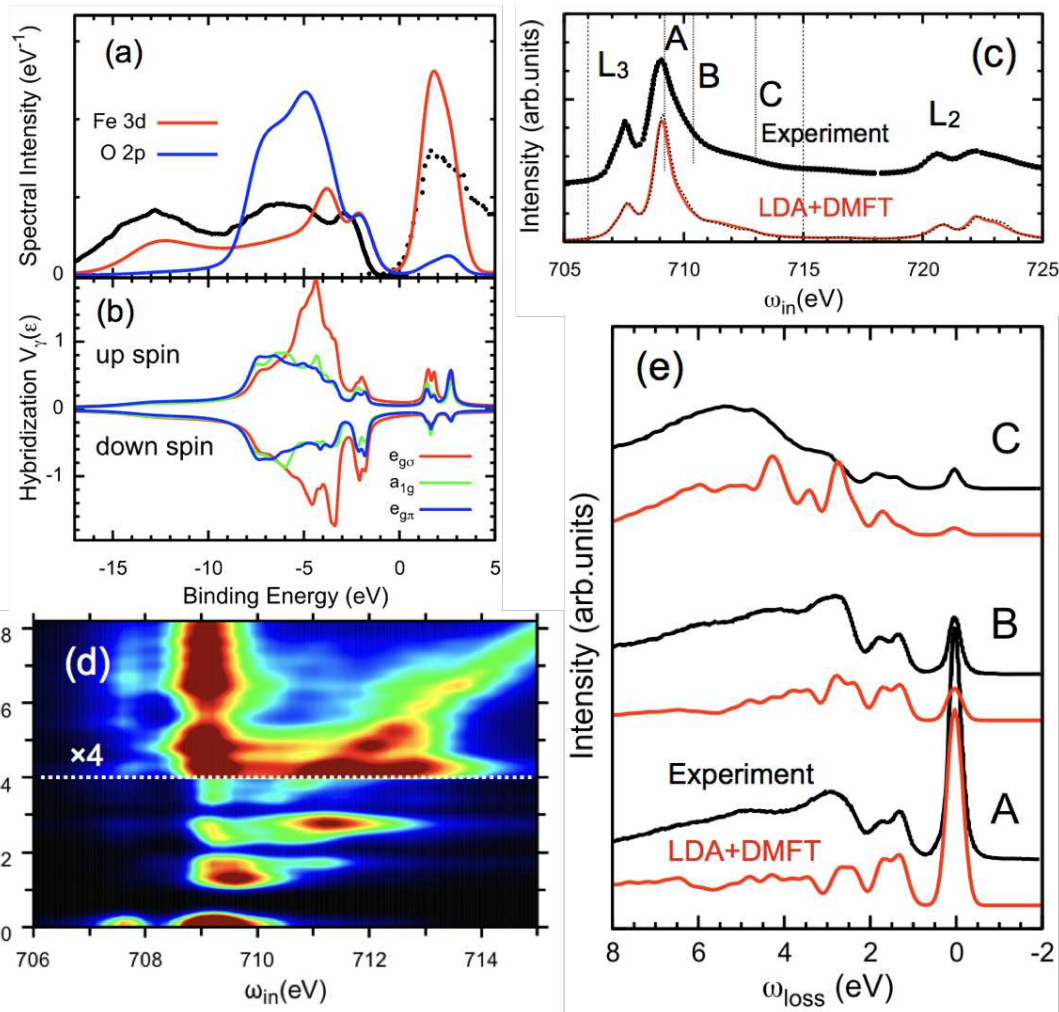 (a)
Fe 3d
O 2p
Spectral Intensity (eV⁻¹)
0
(b)
up spin
down spin
1
0
-1
Hybridization Vγ(ε)
e_gσ
a_1g
e_gπ
-15 -10 -5 0 5
Binding Energy (eV)
(c)
L₃
A
B
C
Experiment
L₂
LDA+DMFT
Intensity (arb.units)
705 710 715 720 725
ω_in(eV)
(d)
×4
8
6
4
2
0
706 708 710 712 714
ω_in(eV)
(e)
C
B
Experiment
A
LDA+DMFT
Intensity (arb.units)
8 6 4 2 0 -2
ω_loss (eV)